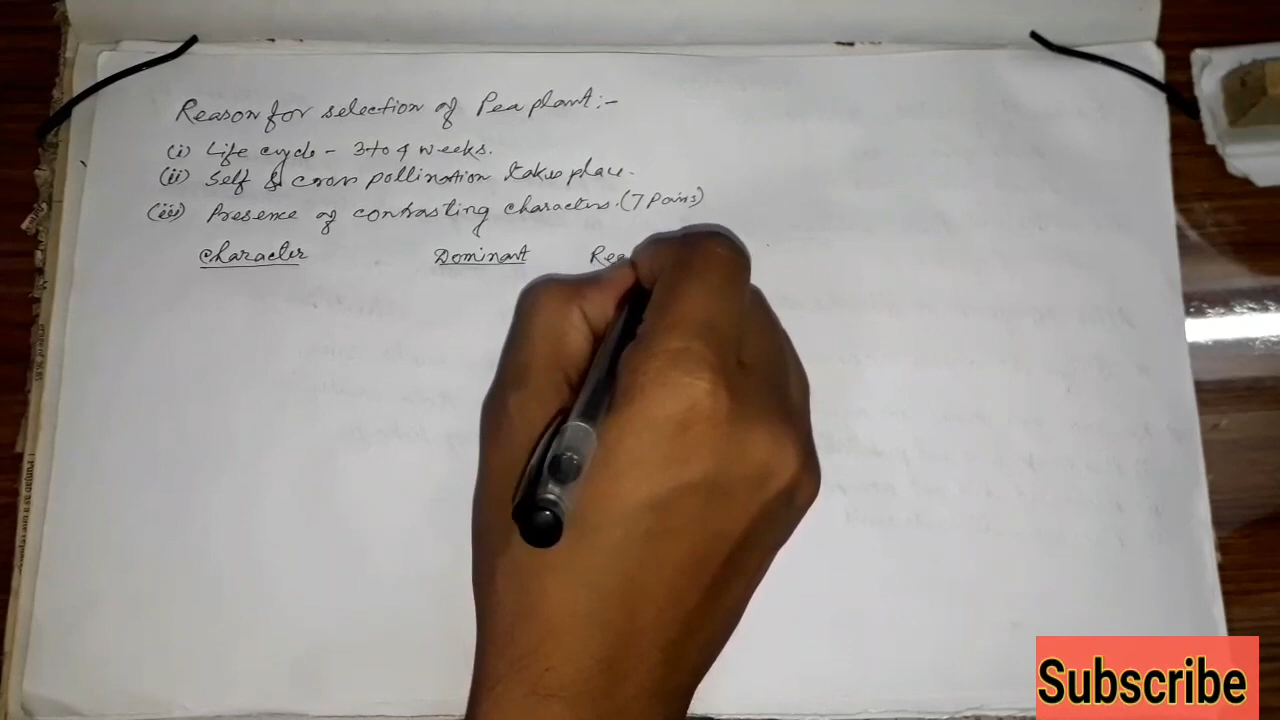 Reason for selection of Pea plant:-
(i) Life cycle - 3 to 4 weeks.
(ii) Self & cross pollination takes place.
(iii) Presence of contrasting characters. (7 Pairs)
Character Dominant Rec
Subscribe